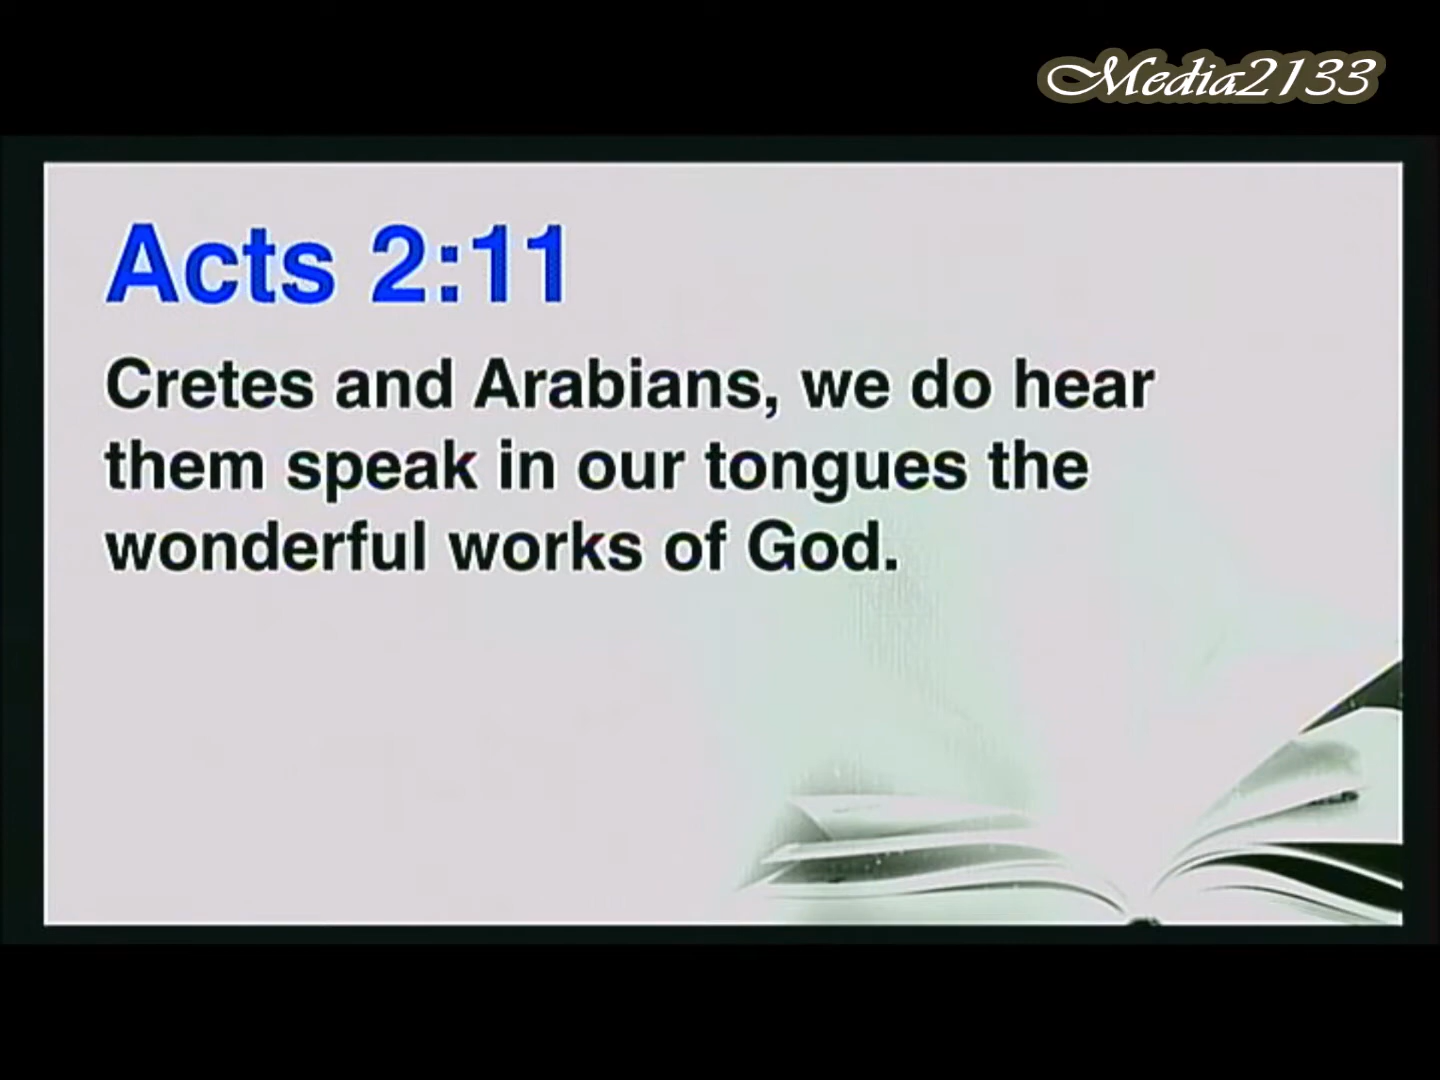 Media2133
Acts 2:11
Cretes and Arabians, we do hear
them speak in our tongues the
wonderful works of God.